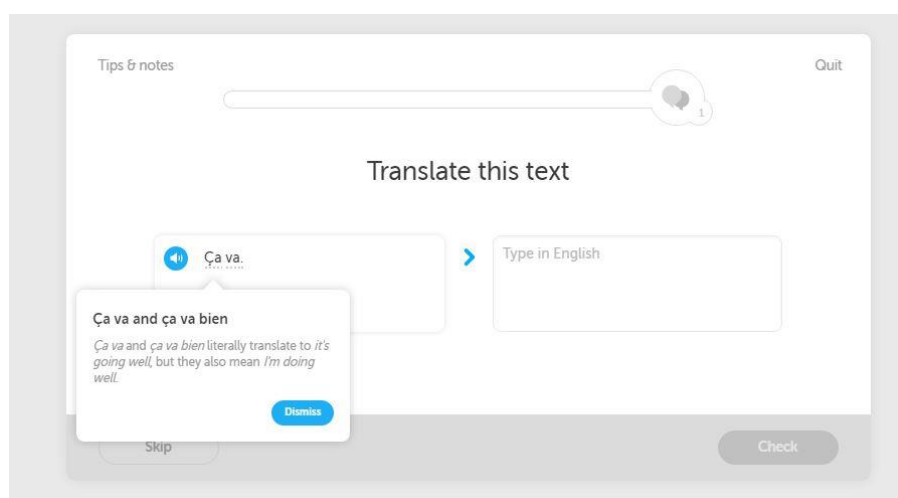 Tips & notes
Quit
1
Translate this text
Ça va.
Type in English
Ça va and ça va bien
Ça va and ça va bien literally translate to it's
going well, but they also mean I'm doing
well.
Dismiss
Skip
Check